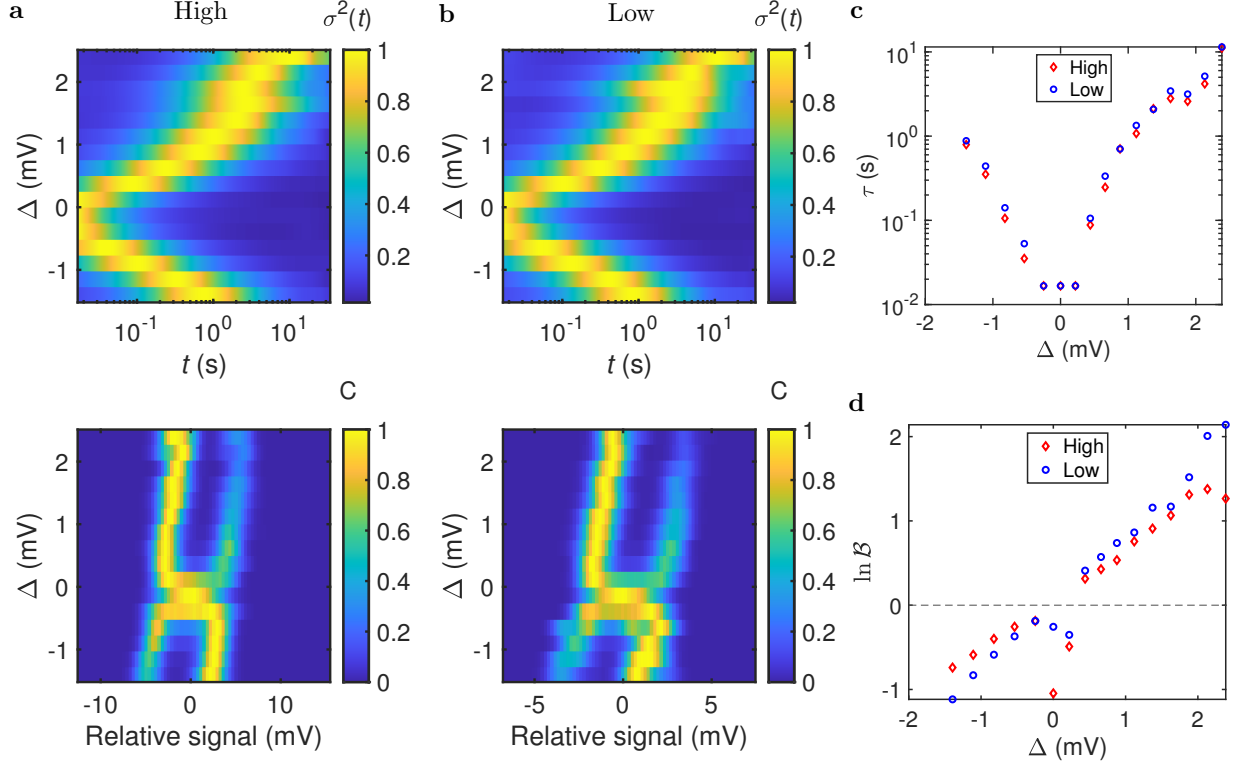 a
High
σ²(t)
2
1
0
-1
Δ (mV)
10⁻¹
10⁰
10¹
t (s)
1
0.8
0.6
0.4
0.2
b
Low
σ²(t)
2
1
0
-1
Δ (mV)
10⁻¹
10⁰
10¹
t (s)
1
0.8
0.6
0.4
0.2
c
10¹
10⁰
10⁻¹
10⁻²
τ (s)
High
Low
-2
-1
0
1
2
Δ (mV)
C
2
1
0
-1
Δ (mV)
-10
0
10
Relative signal (mV)
1
0.8
0.6
0.4
0.2
0
C
2
1
0
-1
Δ (mV)
-5
0
5
Relative signal (mV)
1
0.8
0.6
0.4
0.2
0
d
2
1
0
-1
ln ℬ
High
Low
-2
-1
0
1
2
Δ (mV)